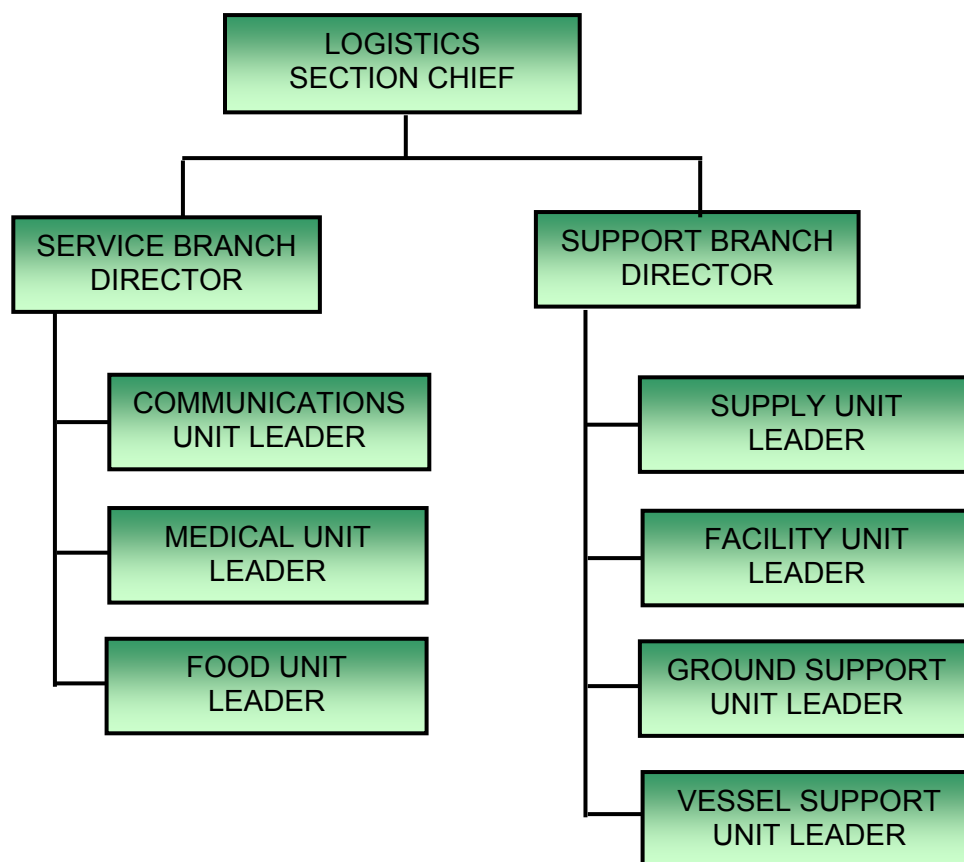 LOGISTICS
SECTION CHIEF
SERVICE BRANCH
DIRECTOR
SUPPORT BRANCH
DIRECTOR
COMMUNICATIONS
UNIT LEADER
MEDICAL UNIT
LEADER
FOOD UNIT
LEADER
SUPPLY UNIT
LEADER
FACILITY UNIT
LEADER
GROUND SUPPORT
UNIT LEADER
VESSEL SUPPORT
UNIT LEADER